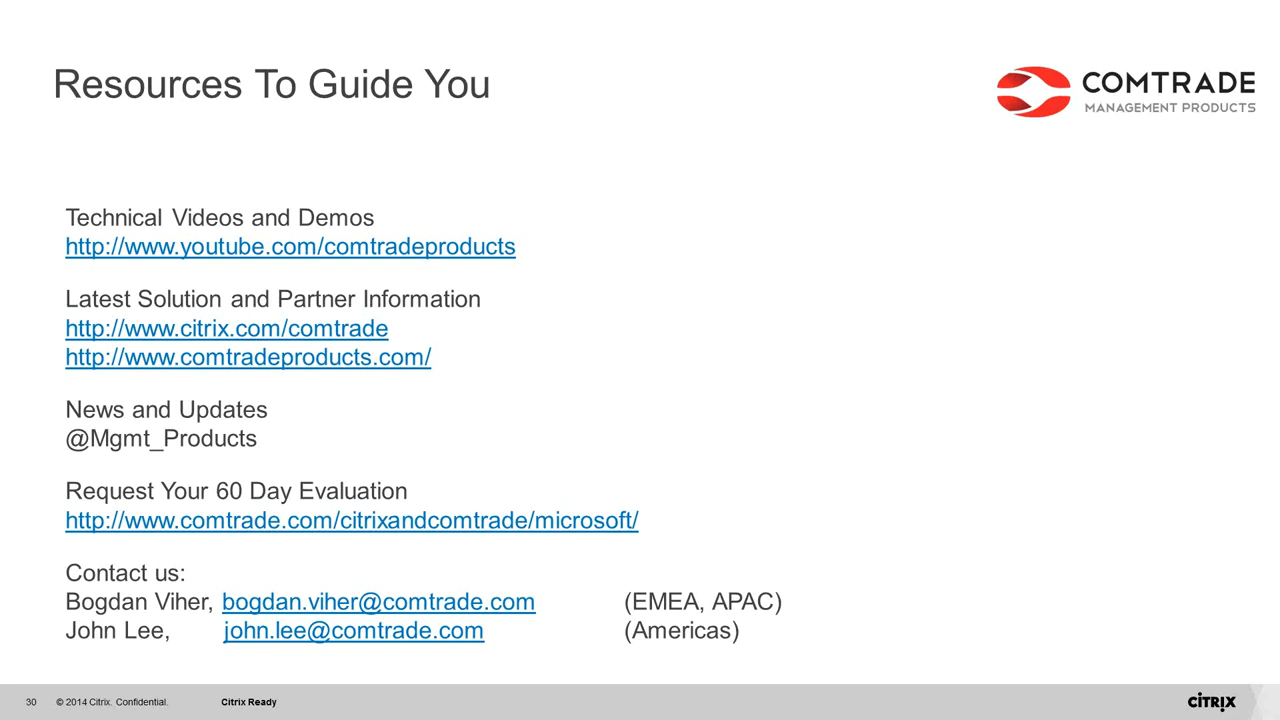 Resources To Guide You
COMTRADE
MANAGEMENT PRODUCTS
Technical Videos and Demos
http://www.youtube.com/comtradeproducts
Latest Solution and Partner Information
http://www.citrix.com/comtrade
http://www.comtradeproducts.com/
News and Updates
@Mgmt_Products
Request Your 60 Day Evaluation
http://www.comtrade.com/citrixandcomtrade/microsoft/
Contact us:
Bogdan Viher, bogdan.viher@comtrade.com (EMEA, APAC)
John Lee, john.lee@comtrade.com (Americas)
30 © 2014 Citrix. Confidential. Citrix Ready CITRIX